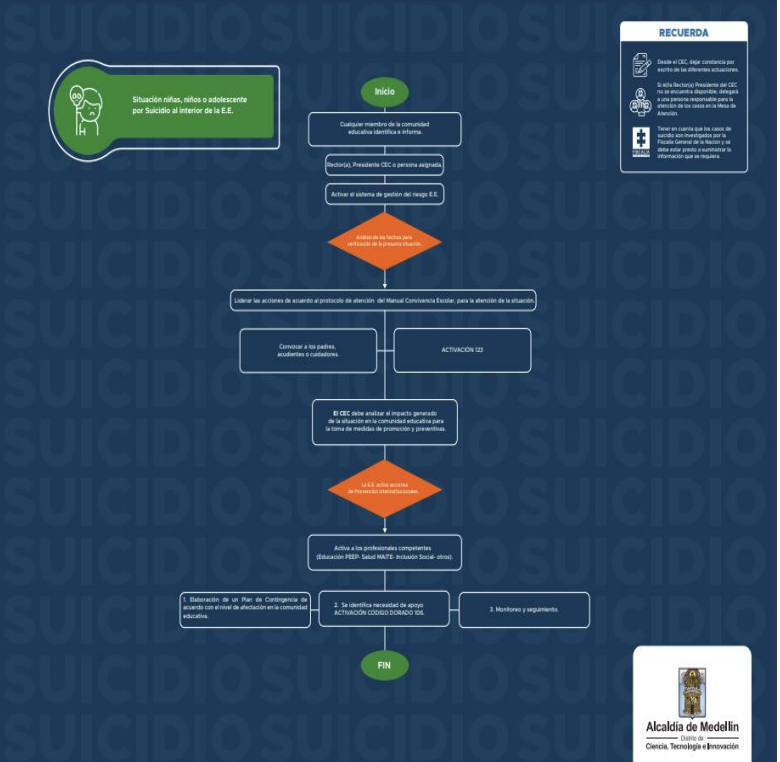 Situación niñas, niños o adolescente
por Suicidio al interior de la E.E.
RECUERDA
Desde el CEC, dejar constancia por
escrito de las diferentes actuaciones.
Si el/la Rector(a) Presidente del CEC
no se encuentra disponible, delegará
a una persona responsable para la
atención de los casos en la Mesa de
Atención.
Tener en cuenta que los casos de
suicidio son investigados por la
Fiscalía General de la Nación y se
debe estar presto a suministrar la
información que se requiera.
FISCALÍA
Inicio
Cualquier miembro de la comunidad
educativa identifica e informa.
Rector(a), Presidente CEC o persona asignada.
Activar el sistema de gestión del riesgo E.E.
Análisis de los hechos para
verificación de la presunta situación.
Liderar las acciones de acuerdo al protocolo de atención del Manual Convivencia Escolar, para la atención de la situación.
Convocar a los padres,
acudientes o cuidadores.
ACTIVACIÓN 123
El CEC debe analizar el impacto generado
de la situación en la comunidad educativa para
la toma de medidas de promoción y preventivas.
La E.E. activa acciones
de Prevención interinstitucionales.
Activa a los profesionales competentes
(Educación PEEP- Salud MAITE- Inclusión Social- otros).
1. Elaboración de un Plan de Contingencia de
acuerdo con el nivel de afectación en la comunidad
educativa.
2. Se identifica necesidad de apoyo
ACTIVACIÓN CÓDIGO DORADO 106.
3. Monitoreo y seguimiento.
FIN
Alcaldía de Medellín
Distrito de
Ciencia, Tecnología e Innovación